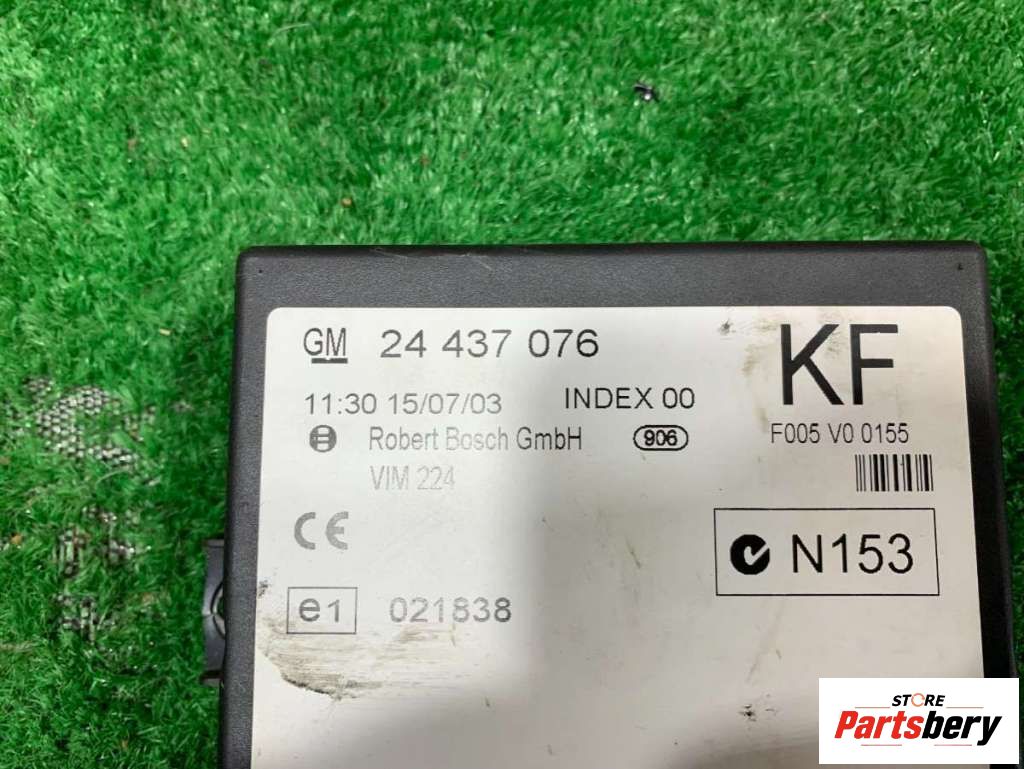 GM 24 437 076
KF
11:30 15/07/03 INDEX 00
F005 V0 0155
Robert Bosch GmbH 906
VIM 224
CE
N153
e1 021838
STORE
Partsbery